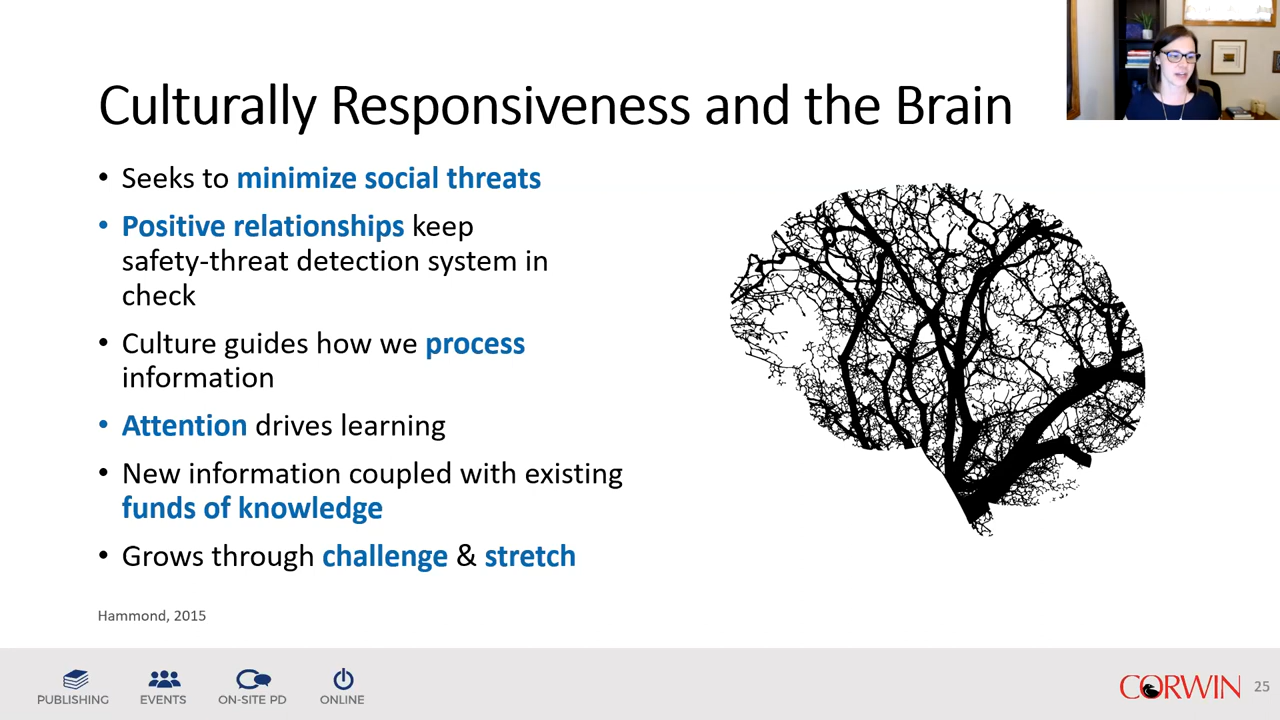 Culturally Responsiveness and the Brain
• Seeks to minimize social threats
• Positive relationships keep
safety-threat detection system in
check
• Culture guides how we process
information
• Attention drives learning
• New information coupled with existing
funds of knowledge
• Grows through challenge & stretch
Hammond, 2015
PUBLISHING
EVENTS
ON-SITE PD
ONLINE
CORWIN
25